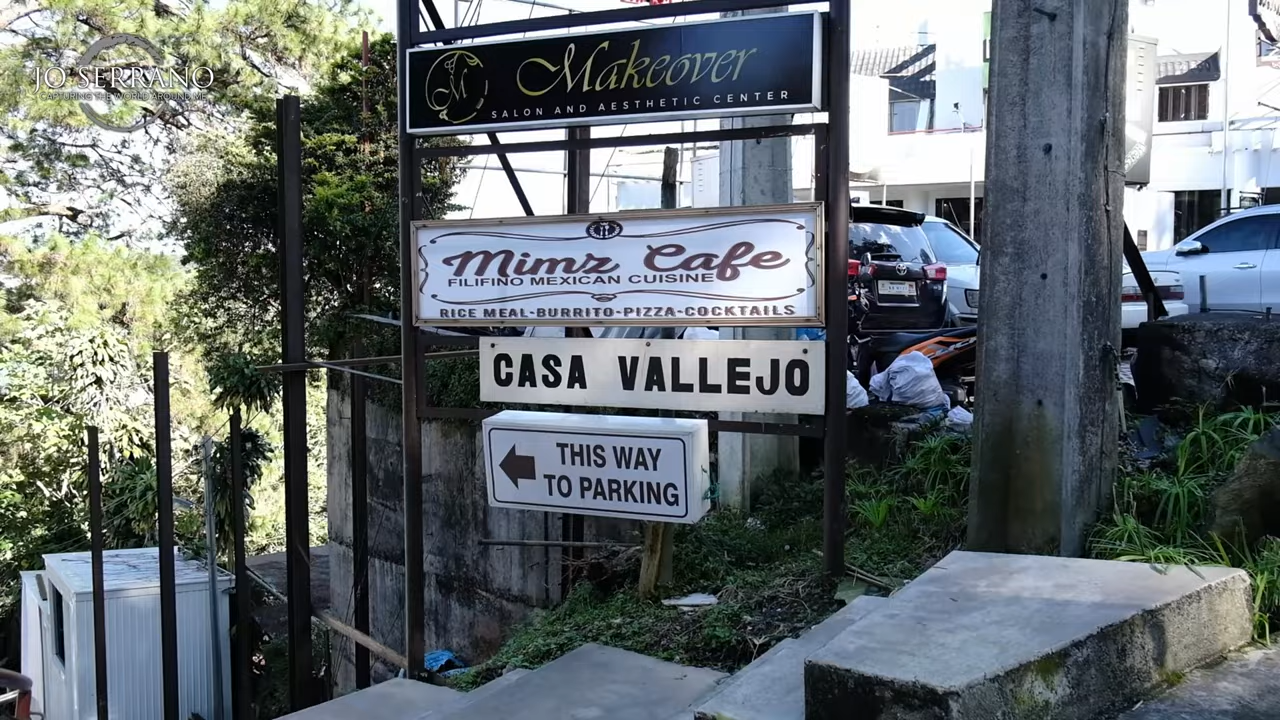 JO SERRANO
CAPTURING THE WORLD AROUND ME
M
Makeover
SALON AND AESTHETIC CENTER
Mimz Cafe
FILIFINO MEXICAN CUISINE
RICE MEAL-BURRITO-PIZZA-COCKTAILS
CASA VALLEJO
THIS WAY
TO PARKING